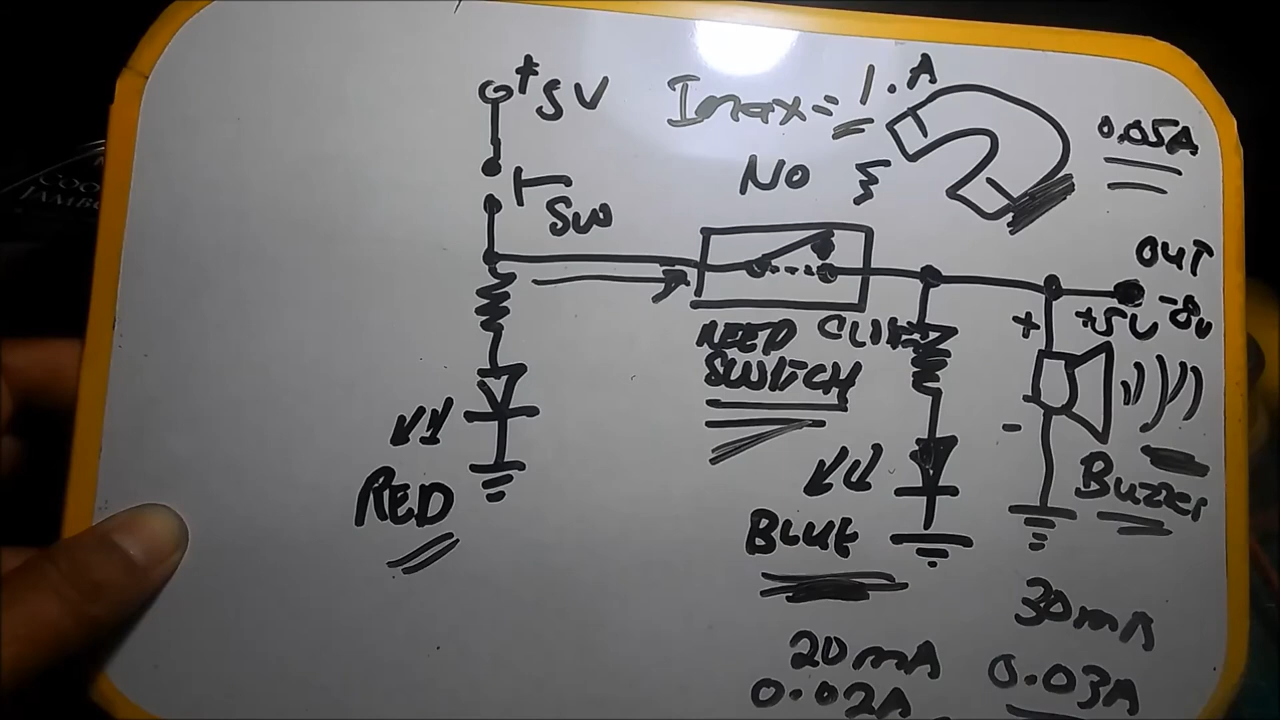 +5V
Imax = 1.A
0.05A
NO
SW
OUT
+5V -8V
+
-
SWITCH
RED
BLUE
Buzzer
20mA
0.02A
30mA
0.03A